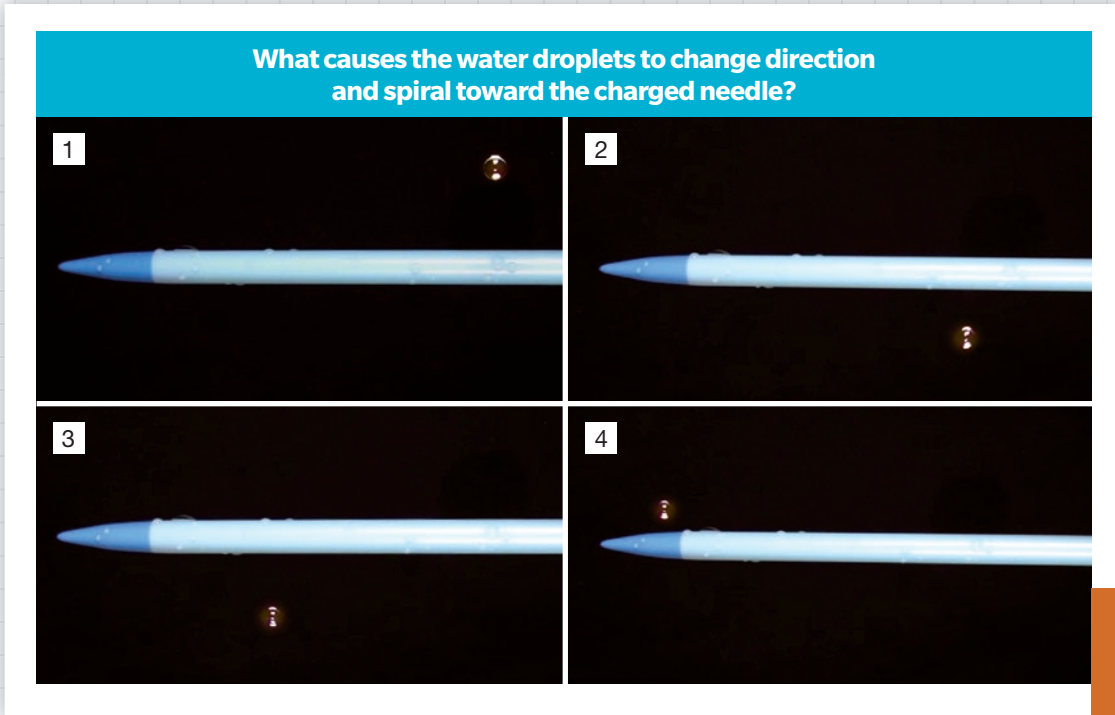 What causes the water droplets to change direction
and spiral toward the charged needle?
1
2
3
4